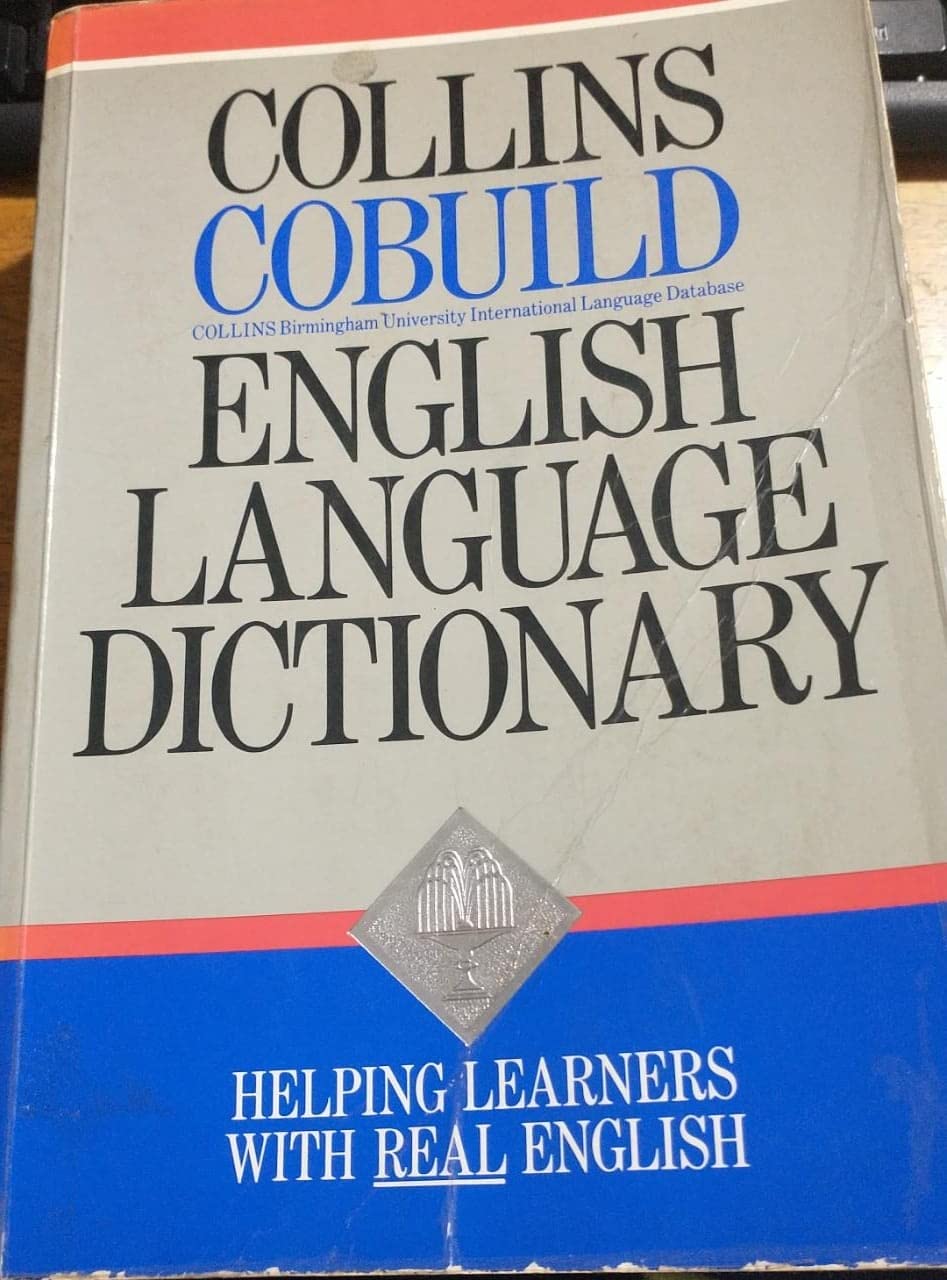 COLLINS
COBUILD
COLLINS Birmingham University International Language Database
ENGLISH
LANGUAGE
DICTIONARY
HELPING LEARNERS
WITH REAL ENGLISH